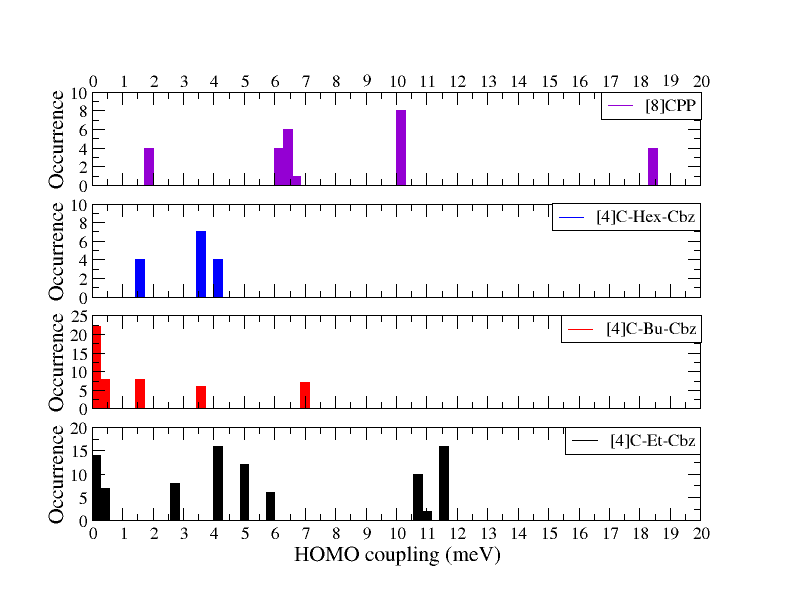 0 1 2 3 4 5 6 7 8 9 10 11 12 13 14 15 16 17 18 19 20
Occurrence
10
8
6
4
2
0
[8]CPP
Occurrence
10
8
6
4
2
0
[4]C-Hex-Cbz
Occurrence
25
20
15
10
5
0
[4]C-Bu-Cbz
Occurrence
20
15
10
5
0
[4]C-Et-Cbz
0 1 2 3 4 5 6 7 8 9 10 11 12 13 14 15 16 17 18 19 20
HOMO coupling (meV)